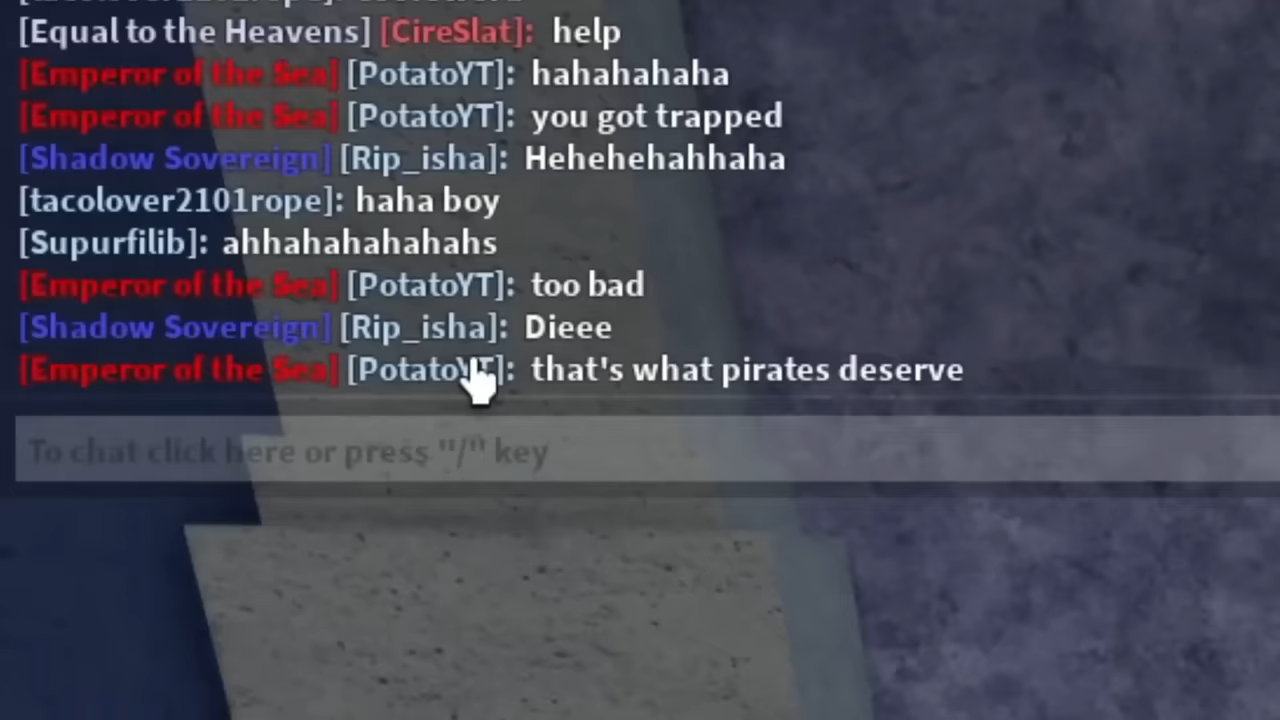 [Equal to the Heavens] [CireSlat]: help
[Emperor of the Sea] [PotatoYT]: hahahahaha
[Emperor of the Sea] [PotatoYT]: you got trapped
[Shadow Sovereign] [Rip_isha]: Hehehehahhaha
[tacolover2101rope]: haha boy
[Supurfilib]: ahhahahahahahs
[Emperor of the Sea] [PotatoYT]: too bad
[Shadow Sovereign] [Rip_isha]: Dieee
[Emperor of the Sea] [PotatoYT]: that's what pirates deserve
To chat click here or press "/" key